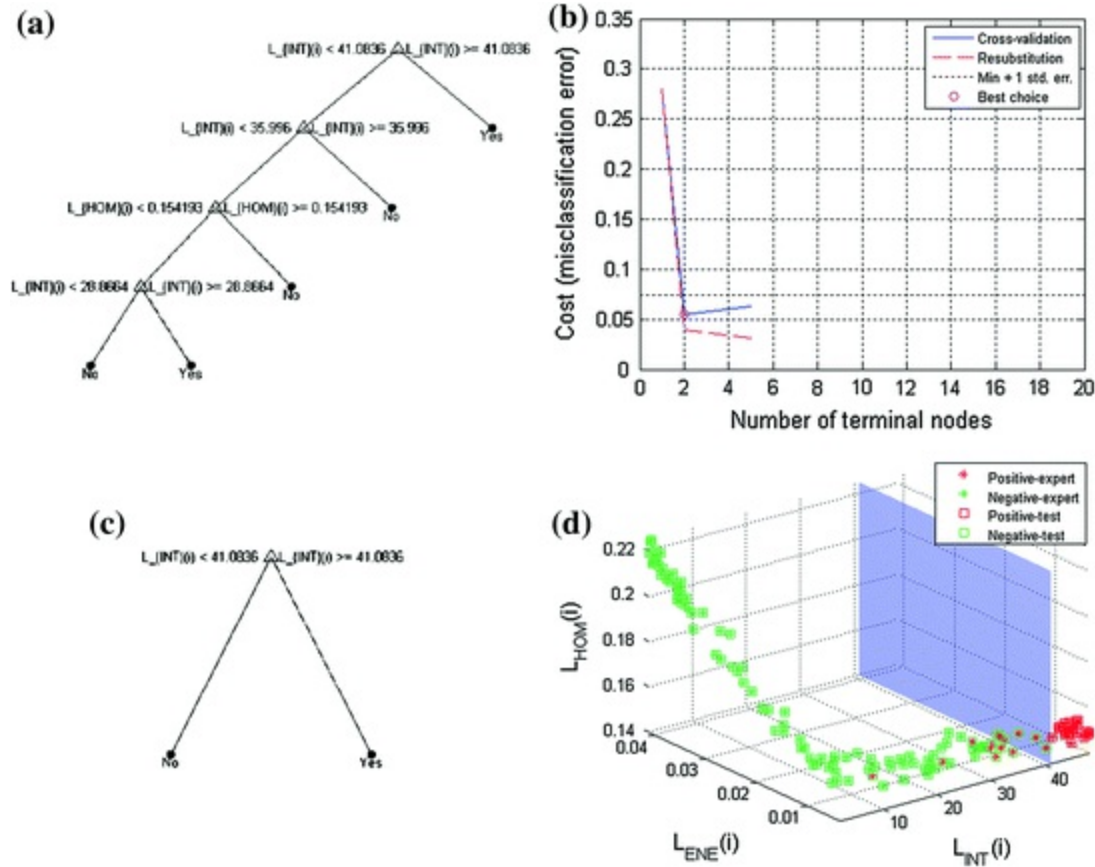 (a)
L_(INT)(i) < 41.0836 L_(INT)(i) >= 41.0836
L_(INT)(i) < 35.996 L_(INT)(i) >= 35.996
Yes
L_(HOM)(i) < 0.154193 L_(HOM)(i) >= 0.154193
No
L_(INT)(i) < 28.8664 L_(INT)(i) >= 28.8664
No
No
Yes
(b)
0.35
0.3
0.25
0.2
0.15
0.1
0.05
0
Cost (misclassification error)
Cross-validation
Resubstitution
Min + 1 std. err.
Best choice
0 2 4 6 8 10 12 14 16 18 20
Number of terminal nodes
(c)
L_(INT)(i) < 41.0836 L_(INT)(i) >= 41.0836
No
Yes
(d)
Positive-expert
Negative-expert
Positive-test
Negative-test
0.22
0.2
0.18
0.16
0.14
L_HOM(i)
0.04
0.03
0.02
0.01
L_ENE(i)
10
20
30
40
L_INT(i)